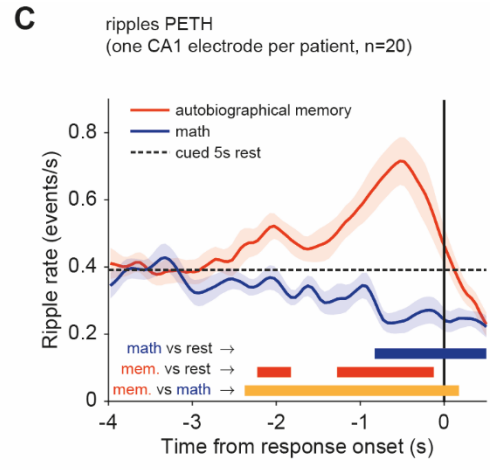 C
ripples PETH
(one CA1 electrode per patient, n=20)
autobiographical memory
math
cued 5s rest
Ripple rate (events/s)
0.8
0.6
0.4
0.2
0
math vs rest →
mem. vs rest →
mem. vs math →
-4
-3
-2
-1
0
Time from response onset (s)